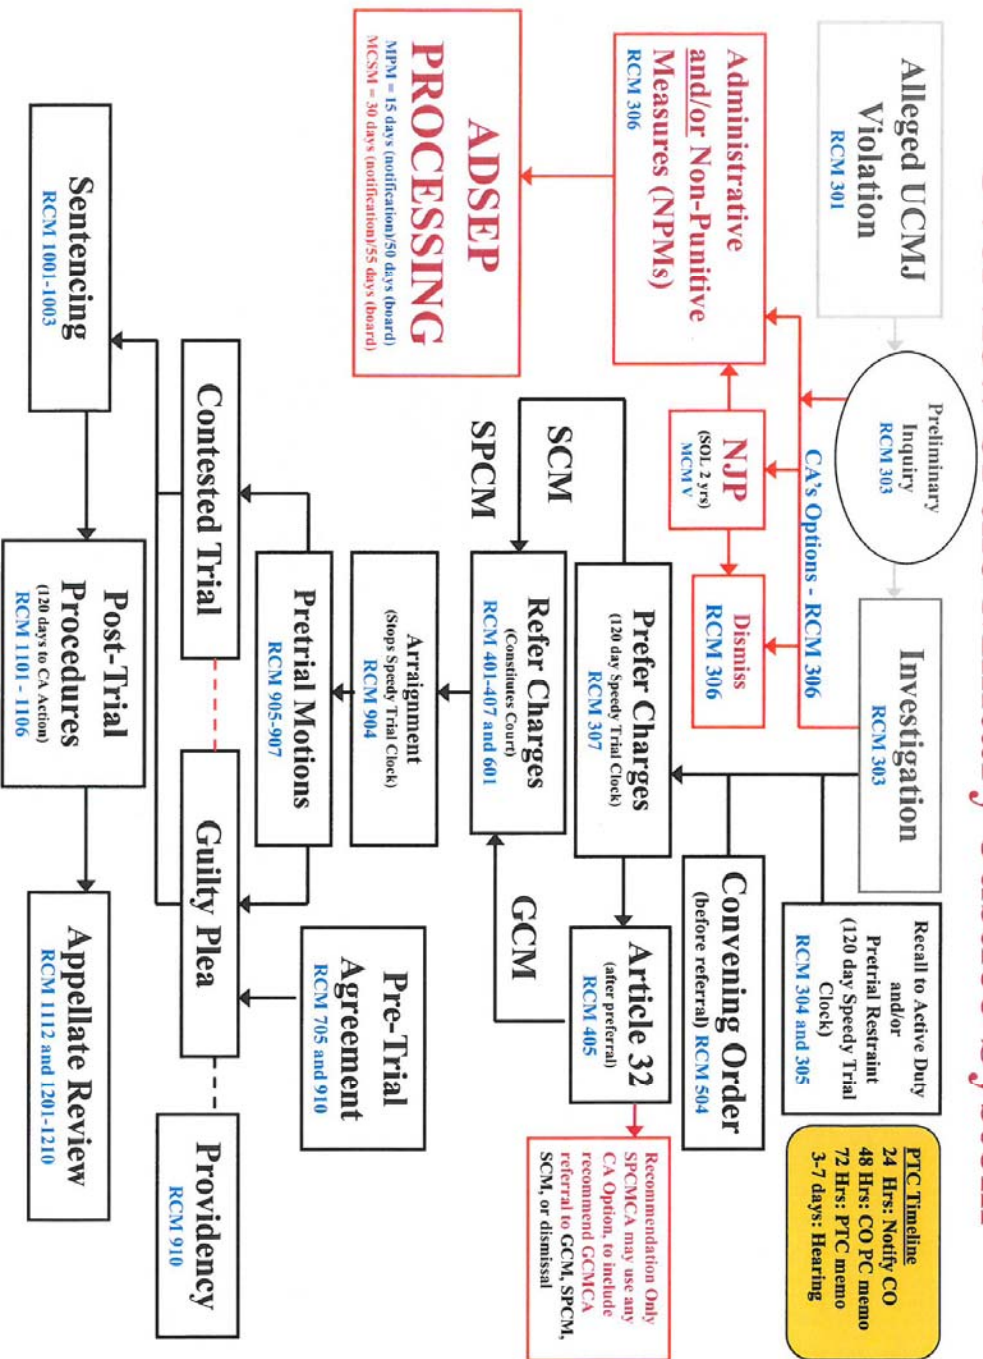 Alleged UCMJ
Violation
RCM 301
Preliminary
Inquiry
RCM 303
Investigation
RCM 303
Recall to Active Duty
and/or
Pretrial Restraint
(120 day Speedy Trial
Clock)
RCM 304 and 305
PTC Timeline
24 Hrs: Notify CO
48 Hrs: CO PC memo
72 Hrs: PTC memo
3-7 days: Hearing
CA's Options - RCM 306
Administrative
and/or Non-Punitive
Measures (NPMs)
RCM 306
NJP
(SOL 2 yrs)
MCM V
Dismiss
RCM 306
Convening Order
(before referral) RCM 504
Prefer Charges
(120 day Speedy Trial Clock)
RCM 307
Article 32
(after preferral)
RCM 405
Recommendation Only
SPCMCA may use any
CA Option, to include
recommend GCMCA
referral to GCM, SPCM,
SCM, or dismissal
ADSEP
PROCESSING
MPM = 15 days (notification)/50 days (board)
MCSM = 30 days (notification)/55 days (board)
SCM
SPCM
GCM
Refer Charges
(Constitutes Court)
RCM 401-407 and 601
Arraignment
(Stops Speedy Trial Clock)
RCM 904
Pretrial Motions
RCM 905-907
Pre-Trial
Agreement
RCM 705 and 910
Contested Trial
Guilty Plea
Providency
RCM 910
Sentencing
RCM 1001-1003
Post-Trial
Procedures
(120 days to CA Action)
RCM 1101 - 1106
Appellate Review
RCM 1112 and 1201-1210